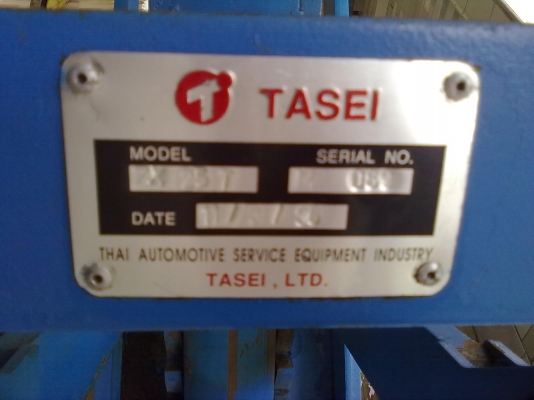 TASEI
MODEL SERIAL NO.
DATE
THAI AUTOMOTIVE SERVICE EQUIPMENT INDUSTRY
TASEI, LTD.